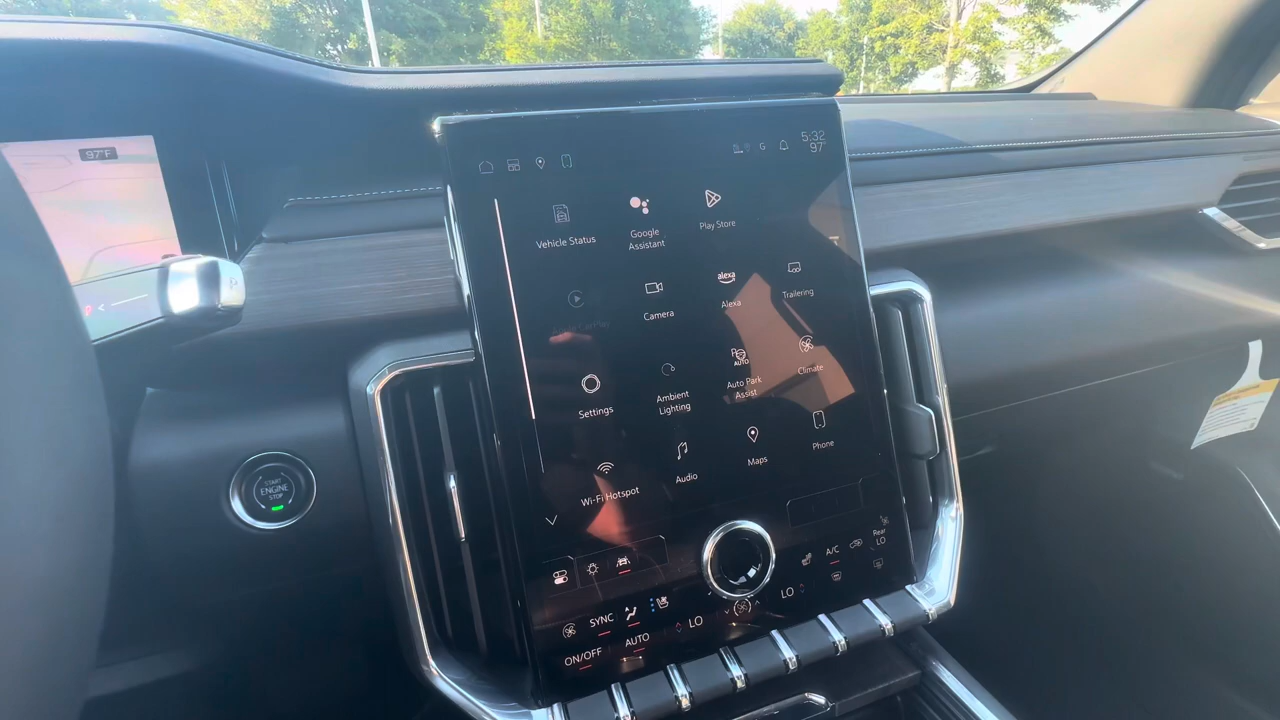 97°F
5:32
G
97°
Vehicle Status
Google
Assistant
Play Store
Camera
alexa
Alexa
Trailering
Settings
Ambient
Lighting
P
AUTO
Auto Park
Assist
Climate
Wi-Fi Hotspot
Audio
Maps
Phone
START
ENGINE
STOP
SYNC
A/C
Rear
LO
ON/OFF
AUTO
LO
LO